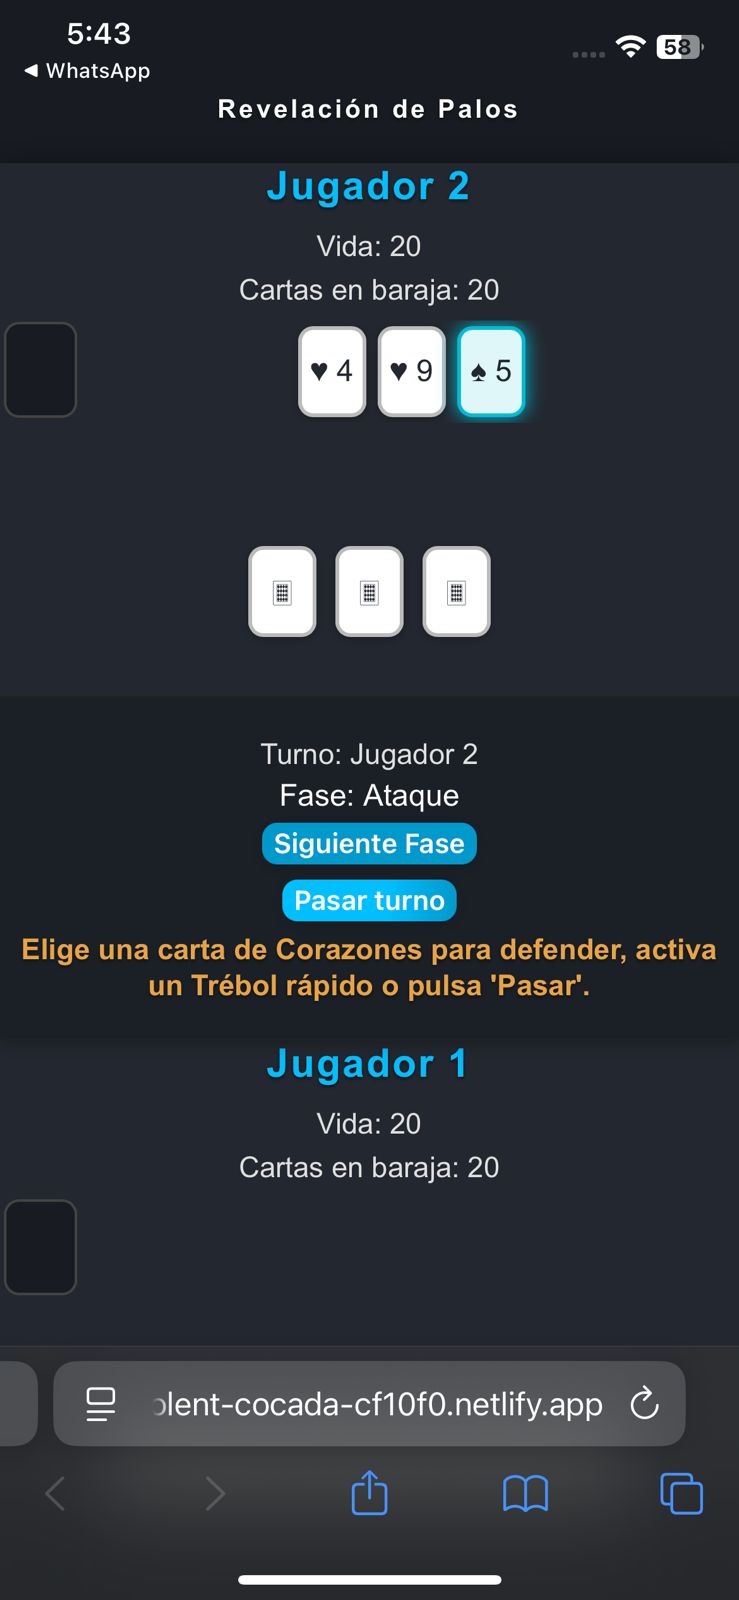 5:43
58
◀ WhatsApp
Revelación de Palos
Jugador 2
Vida: 20
Cartas en baraja: 20
♥ 4
♥ 9
♠ 5
Turno: Jugador 2
Fase: Ataque
Siguiente Fase
Pasar turno
Elige una carta de Corazones para defender, activa
un Trébol rápido o pulsa 'Pasar'.
Jugador 1
Vida: 20
Cartas en baraja: 20
olent-cocada-cf10f0.netlify.app